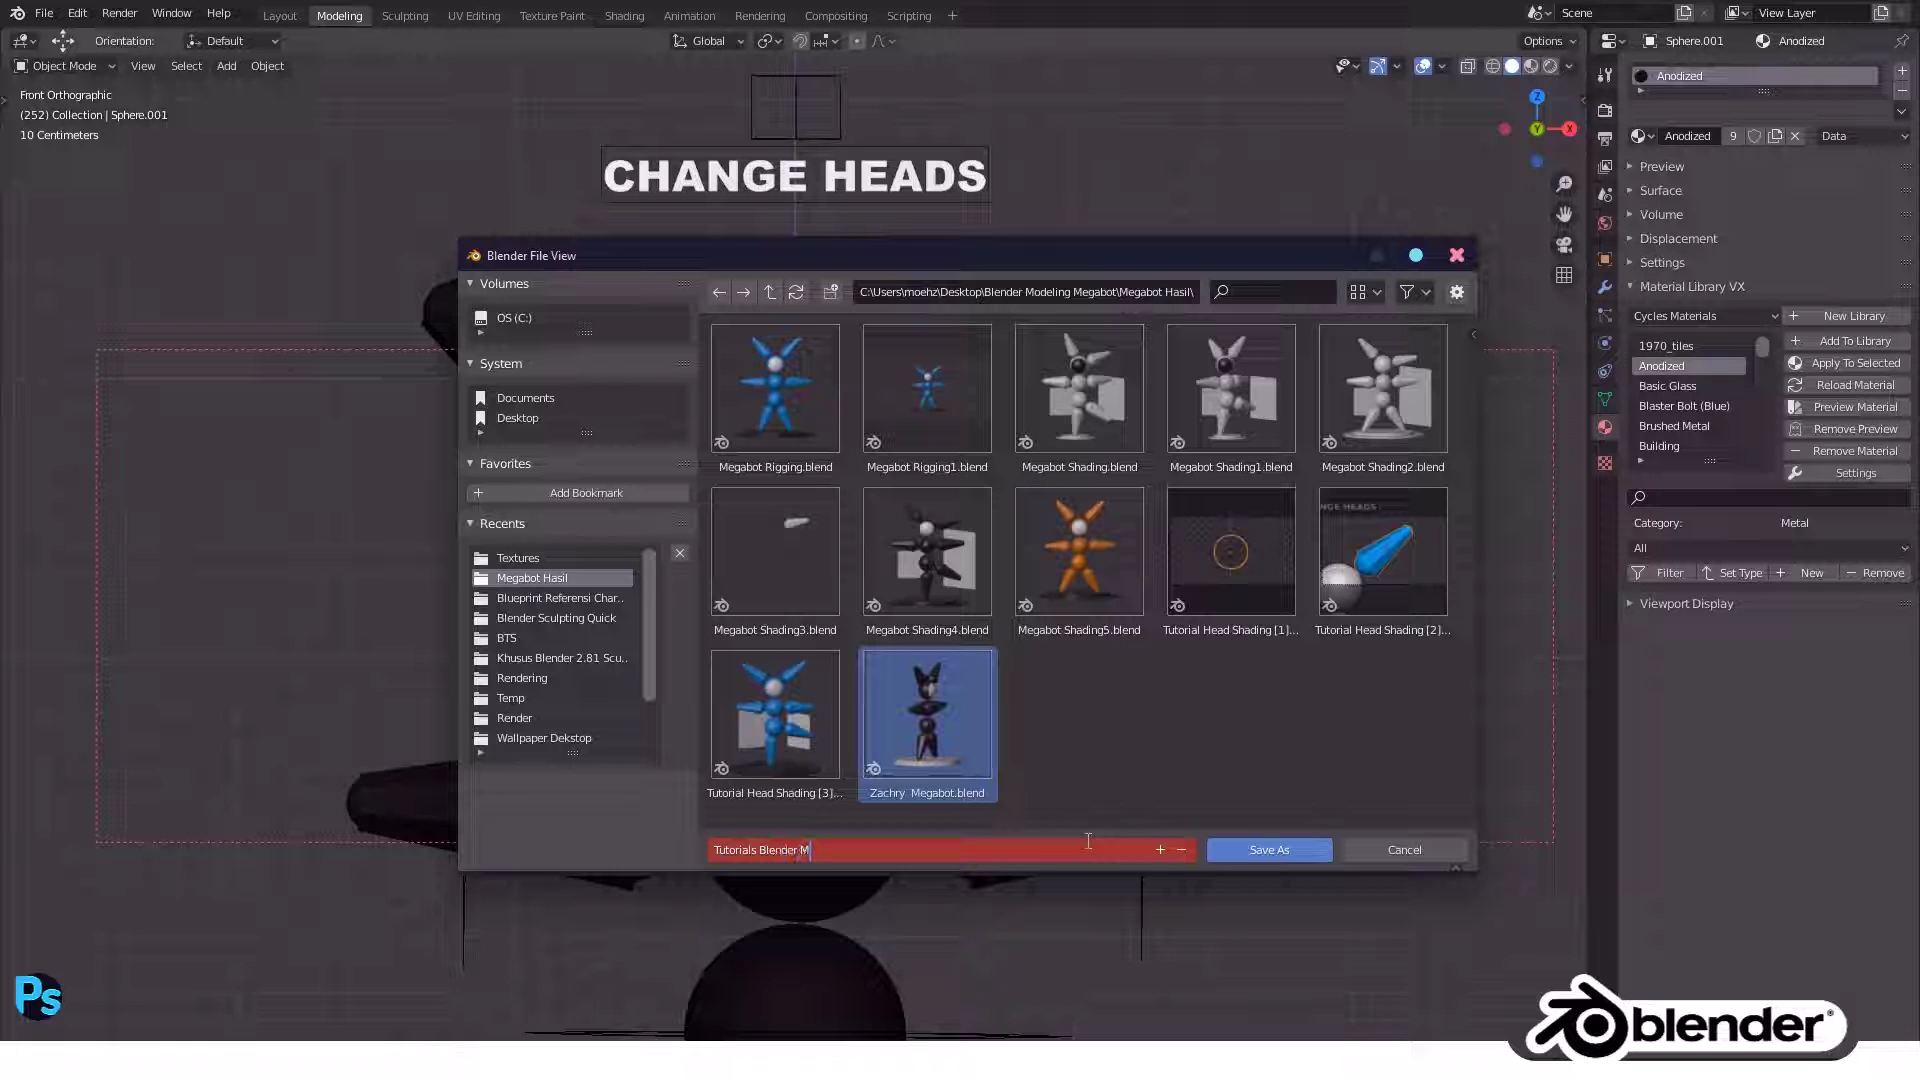 File Edit Render Window Help Layout Modeling Sculpting UV Editing Texture Paint Shading Animation Rendering Compositing Scripting + Scene View Layer
Orientation: Default Global Options Sphere.001 Anodized
Object Mode View Select Add Object
Front Orthographic
(252) Collection | Sphere.001
10 Centimeters
Z
Y
X
CHANGE HEADS
Blender File View
Volumes
OS (C:)
System
Documents
Desktop
Favorites
Add Bookmark
Recents
Textures
Megabot Hasil
Blueprint Referensi Char..
Blender Sculpting Quick
BTS
Khusus Blender 2.81 Scu..
Rendering
Temp
Render
Wallpaper Dekstop
C:\Users\moehz\Desktop\Blender Modeling Megabot\Megabot Hasil\
Megabot Rigging.blend Megabot Rigging1.blend Megabot Shading.blend Megabot Shading1.blend Megabot Shading2.blend
NGE HEADS
Megabot Shading3.blend Megabot Shading4.blend Megabot Shading5.blend Tutorial Head Shading [1]... Tutorial Head Shading [2]...
Tutorial Head Shading [3]... Zachry Megabot.blend
Tutorials Blender M
Save As Cancel
Anodized
Anodized 9 Data
Preview
Surface
Volume
Displacement
Settings
Material Library VX
Cycles Materials New Library
1970_tiles Add To Library
Anodized Apply To Selected
Basic Glass Reload Material
Blaster Bolt (Blue) Preview Material
Brushed Metal Remove Preview
Building Remove Material
Settings
Category: Metal
All
Filter Set Type New Remove
Viewport Display
Ps
blender®